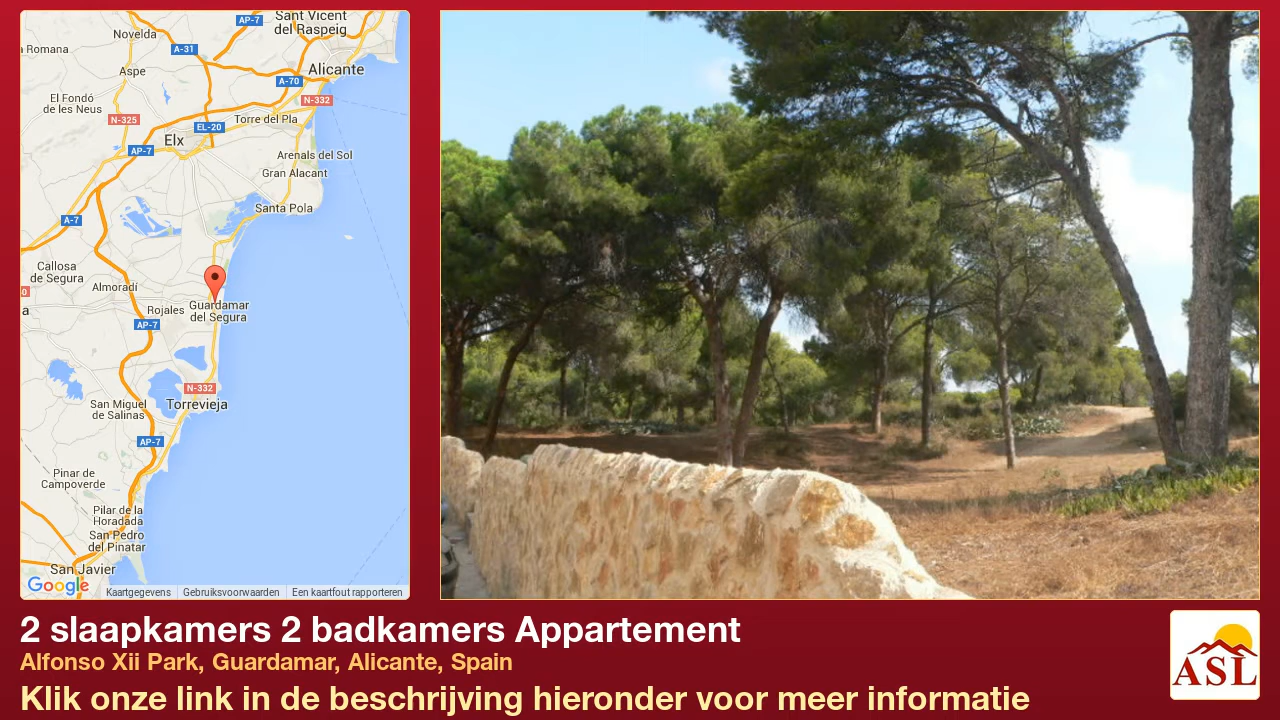 Sant Vicent
del Raspeig
AP-7
Novelda
a Romana
A-31
Aspe
Alicante
A-70
El Fondó
de les Neus
N-332
N-325
Torre del Pla
EL-20
Elx
AP-7
Arenals del Sol
Gran Alacant
Santa Pola
A-7
Callosa
de Segura
Almoradí
Rojales
Guardamar
del Segura
AP-7
N-332
San Miguel
de Salinas
Torrevieja
AP-7
Pinar de
Campoverde
Pilar de la
Horadada
San Pedro
del Pinatar
San Javier
Google
Kaartgegevens
Gebruiksvoorwaarden
Een kaartfout rapporteren
2 slaapkamers 2 badkamers Appartement
Alfonso Xii Park, Guardamar, Alicante, Spain
Klik onze link in de beschrijving hieronder voor meer informatie
ASL